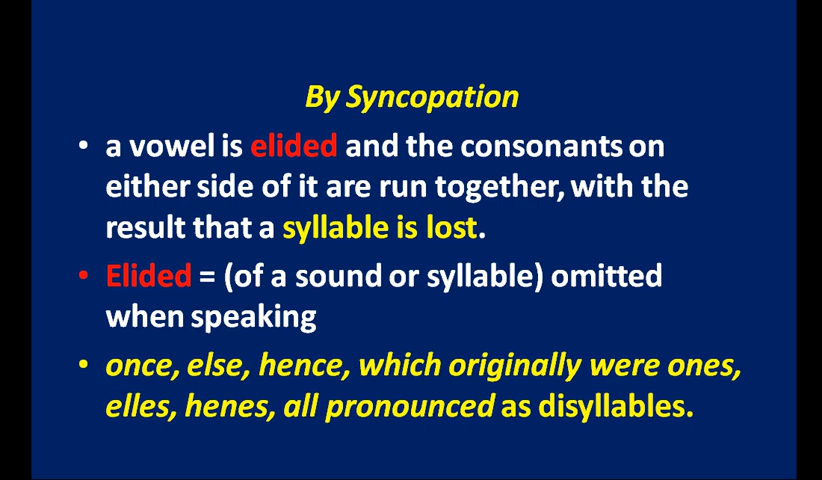 By Syncopation
• a vowel is elided and the consonants on
either side of it are run together, with the
result that a syllable is lost.
• Elided = (of a sound or syllable) omitted
when speaking
• once, else, hence, which originally were ones,
elles, henes, all pronounced as disyllables.